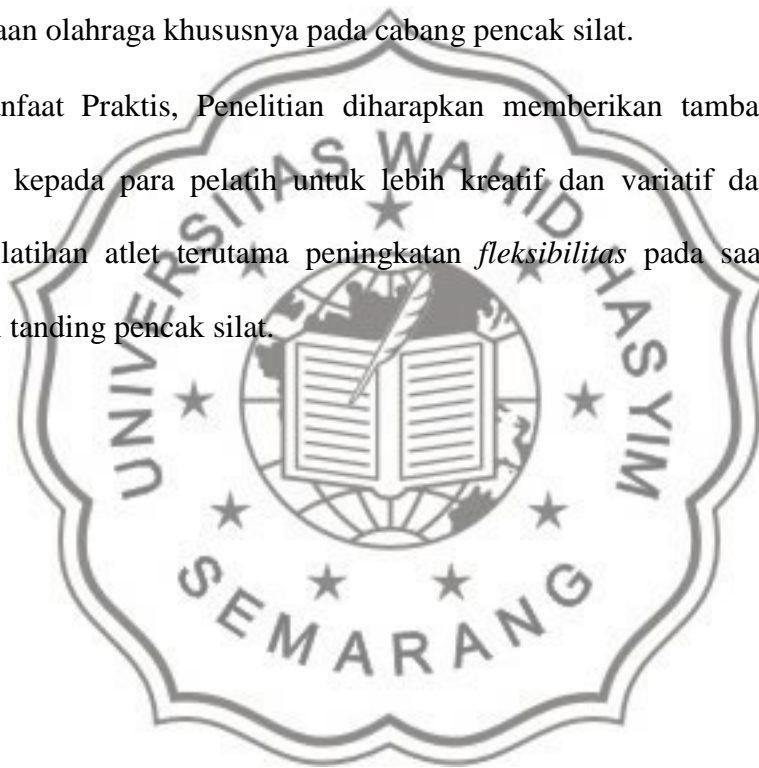 aan olahraga khususnya pada cabang pencak silat.
nfaat Praktis, Penelitian diharapkan memberikan tamba
kepada para pelatih untuk lebih kreatif dan variatif da
latihan atlet terutama peningkatan fleksibilitas pada saa
tanding pencak silat.
UNIVERSITAS WAHID HASYIM
SEMARANG